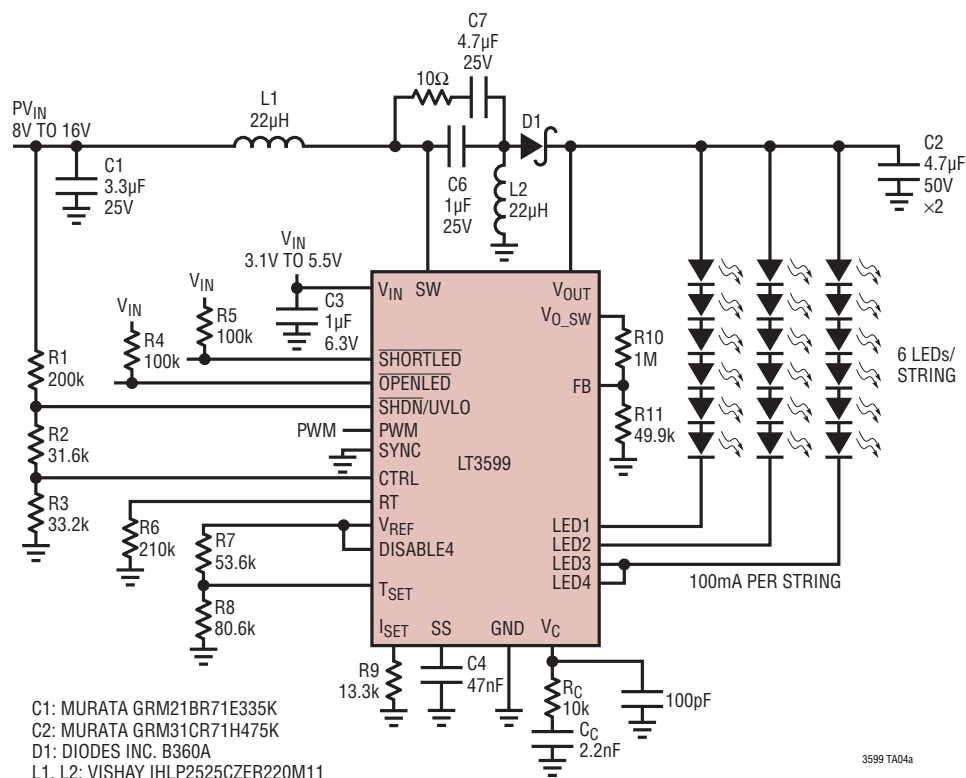 C7
4.7µF
25V
10Ω
L1
22µH
PVIN
8V TO 16V
D1
C1
3.3µF
25V
C6
1µF
25V
L2
22µH
C2
4.7µF
50V
×2
VIN
3.1V TO 5.5V
C3
1µF
6.3V
VIN
R5
100k
VIN
R4
100k
R1
200k
R2
31.6k
R3
33.2k
PWM
R6
210k
R7
53.6k
R8
80.6k
VIN
SW
VOUT
VO_SW
SHORTLED
OPENLED
SHDN/UVLO
PWM
SYNC
CTRL
RT
VREF
DISABLE4
TSET
ISET
SS
GND
VC
FB
LT3599
LED1
LED2
LED3
LED4
R10
1M
R11
49.9k
6 LEDs/
STRING
100mA PER STRING
R9
13.3k
C4
47nF
RC
10k
CC
2.2nF
100pF
C1: MURATA GRM21BR71E335K
C2: MURATA GRM31CR71H475K
D1: DIODES INC. B360A
L1, L2: VISHAY IHLP2525CZER220M11
3599 TA04a